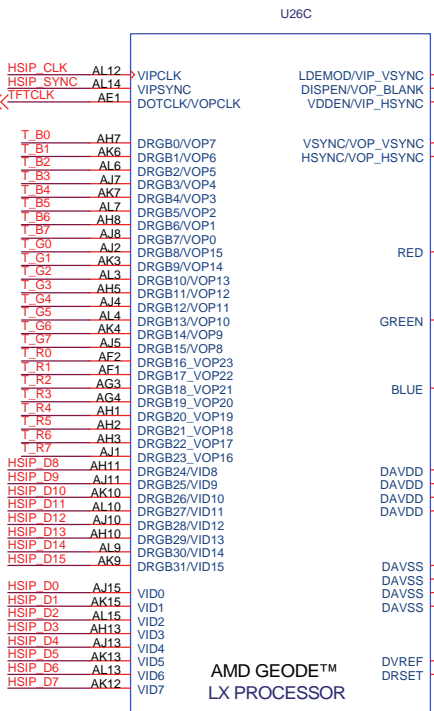 U26C
HSIP_CLK AL12 VIPCLK LDEMOD/VIP_VSYNC
HSIP_SYNC AL14 VIPSYNC DISPEN/VOP_BLANK
TFTCLK AE1 DOTCLK/VOPCLK VDDEN/VIP_HSYNC
T_B0 AH7 DRGB0/VOP7 VSYNC/VOP_VSYNC
T_B1 AK6 DRGB1/VOP6 HSYNC/VOP_HSYNC
T_B2 AL6 DRGB2/VOP5
T_B3 AJ7 DRGB3/VOP4
T_B4 AK7 DRGB4/VOP3
T_B5 AL7 DRGB5/VOP2
T_B6 AH8 DRGB6/VOP1
T_B7 AJ8 DRGB7/VOP0
T_G0 AJ2 DRGB8/VOP15 RED
T_G1 AK3 DRGB9/VOP14
T_G2 AL3 DRGB10/VOP13
T_G3 AH5 DRGB11/VOP12
T_G4 AJ4 DRGB12/VOP11
T_G5 AL4 DRGB13/VOP10 GREEN
T_G6 AK4 DRGB14/VOP9
T_G7 AJ5 DRGB15/VOP8
T_R0 AF2 DRGB16_VOP23
T_R1 AF1 DRGB17_VOP22
T_R2 AG3 DRGB18_VOP21 BLUE
T_R3 AG4 DRGB19_VOP20
T_R4 AH1 DRGB20_VOP19
T_R5 AH2 DRGB21_VOP18
T_R6 AH3 DRGB22_VOP17
T_R7 AJ1 DRGB23_VOP16
HSIP_D8 AH11 DRGB24/VID8 DAVDD
HSIP_D9 AJ11 DRGB25/VID9 DAVDD
HSIP_D10 AK10 DRGB26/VID10 DAVDD
HSIP_D11 AL10 DRGB27/VID11 DAVDD
HSIP_D12 AJ10 DRGB28/VID12
HSIP_D13 AH10 DRGB29/VID13
HSIP_D14 AL9 DRGB30/VID14
HSIP_D15 AK9 DRGB31/VID15 DAVSS
DAVSS
HSIP_D0 AJ15 VID0 DAVSS
HSIP_D1 AK15 VID1 DAVSS
HSIP_D2 AL15 VID2
HSIP_D3 AH13 VID3
HSIP_D4 AJ13 VID4
HSIP_D5 AK13 VID5 DVREF
HSIP_D6 AL13 VID6 AMD GEODE™ DRSET
HSIP_D7 AK12 VID7 LX PROCESSOR